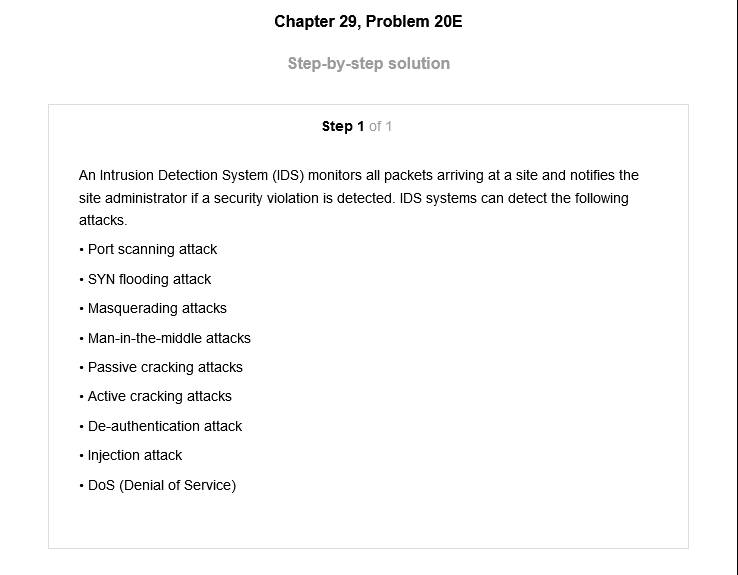 Chapter 29, Problem 20E
Step-by-step solution
Step 1 of 1
An Intrusion Detection System (IDS) monitors all packets arriving at a site and notifies the
site administrator if a security violation is detected. IDS systems can detect the following
attacks.
• Port scanning attack
• SYN flooding attack
• Masquerading attacks
• Man-in-the-middle attacks
• Passive cracking attacks
• Active cracking attacks
• De-authentication attack
• Injection attack
• DoS (Denial of Service)